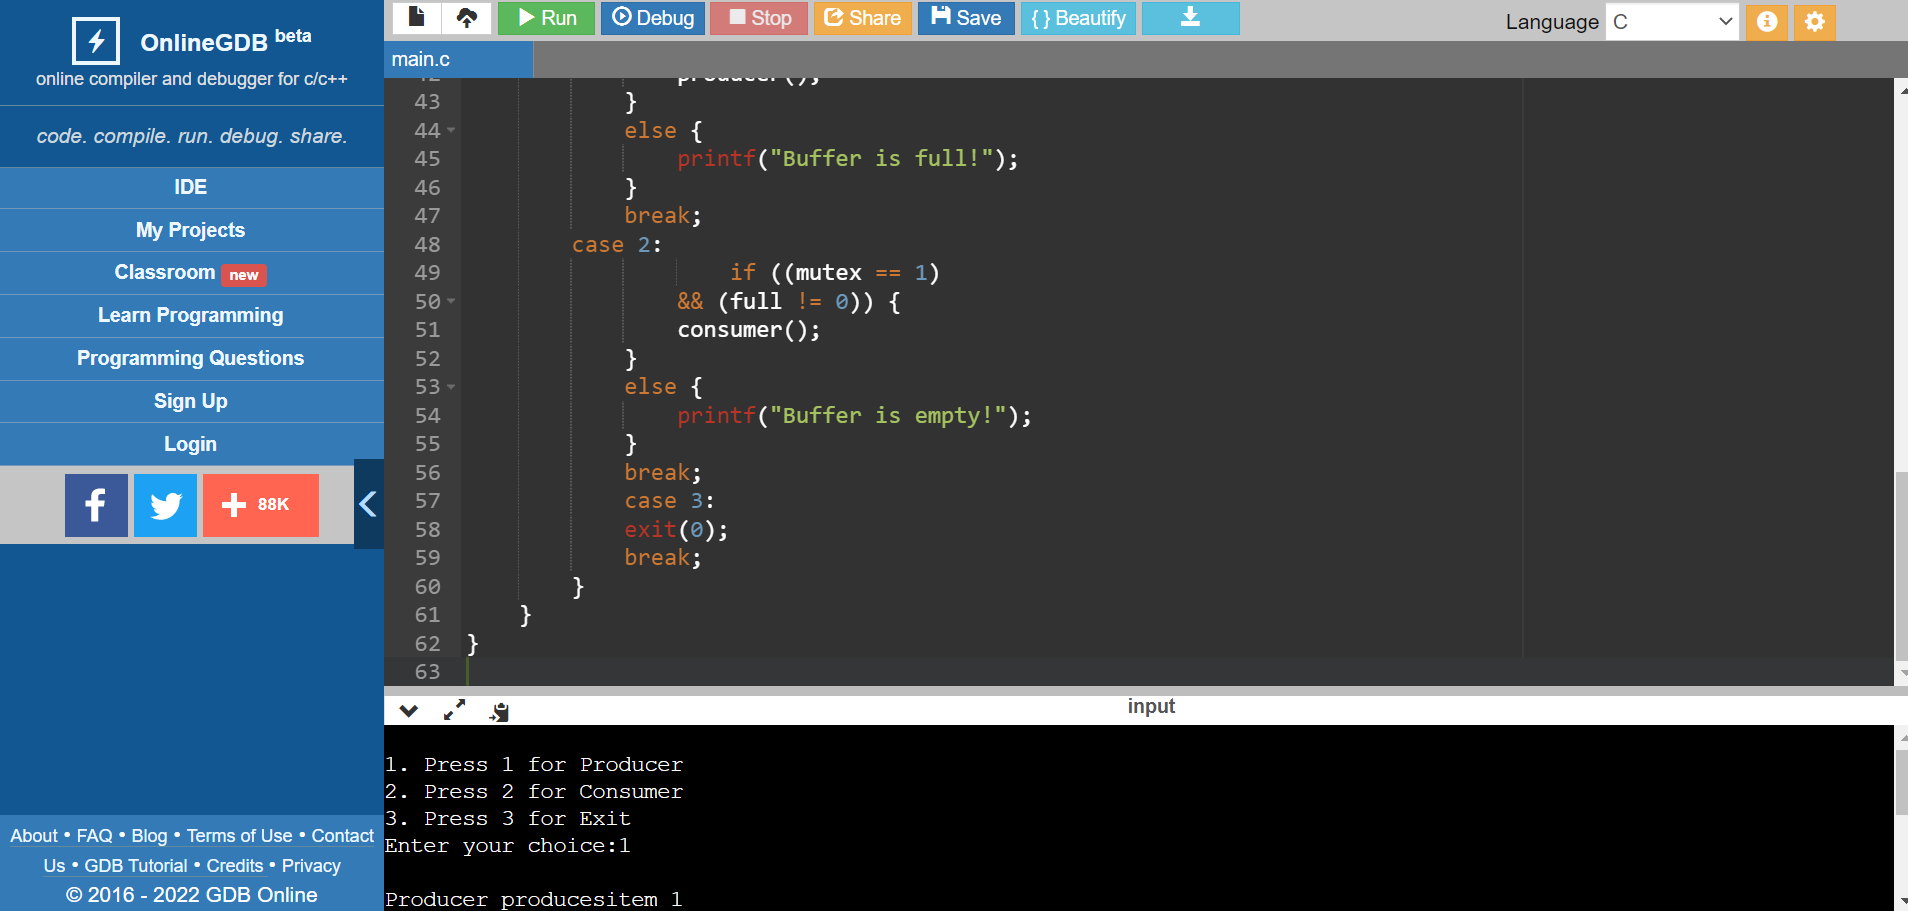 OnlineGDB beta
online compiler and debugger for c/c++
code. compile. run. debug. share.
IDE
My Projects
Classroom new
Learn Programming
Programming Questions
Sign Up
Login
88K
About • FAQ • Blog • Terms of Use • Contact
Us • GDB Tutorial • Credits • Privacy
© 2016 - 2022 GDB Online
Run Debug Stop Share Save { } Beautify
Language C
main.c
42 producer();
43 }
44 else {
45 printf("Buffer is full!");
46 }
47 break;
48 case 2:
49 if ((mutex == 1)
50 && (full != 0)) {
51 consumer();
52 }
53 else {
54 printf("Buffer is empty!");
55 }
56 break;
57 case 3:
58 exit(0);
59 break;
60 }
61 }
62 }
63
input
1. Press 1 for Producer
2. Press 2 for Consumer
3. Press 3 for Exit
Enter your choice:1
Producer producesitem 1